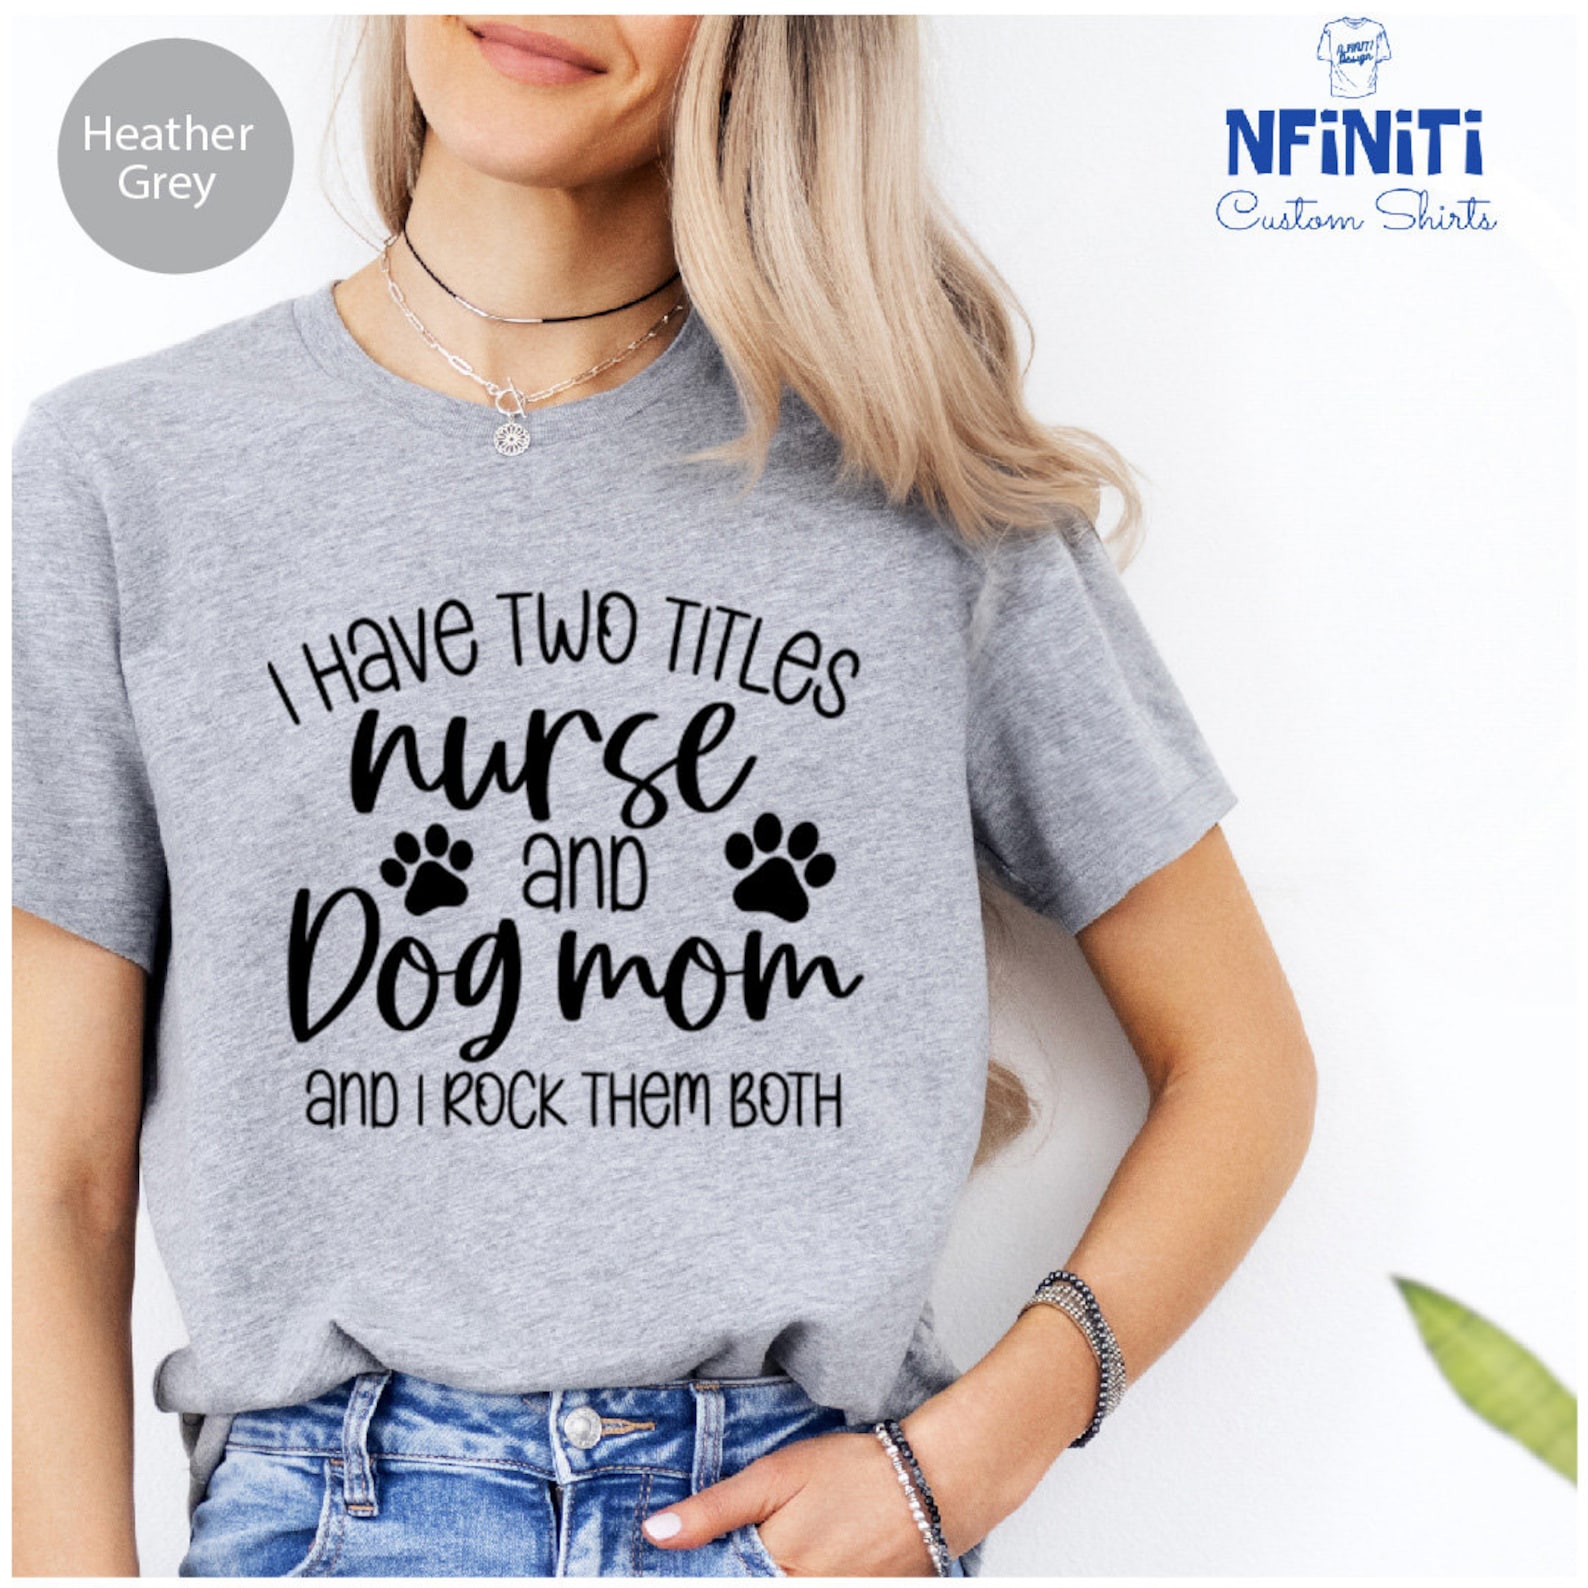 Heather
Grey
NFiNiTi
Custom Shirts
I HAVE TWO TITLES
nurse
AND
Dog mom
AND I ROCK THEM BOTH